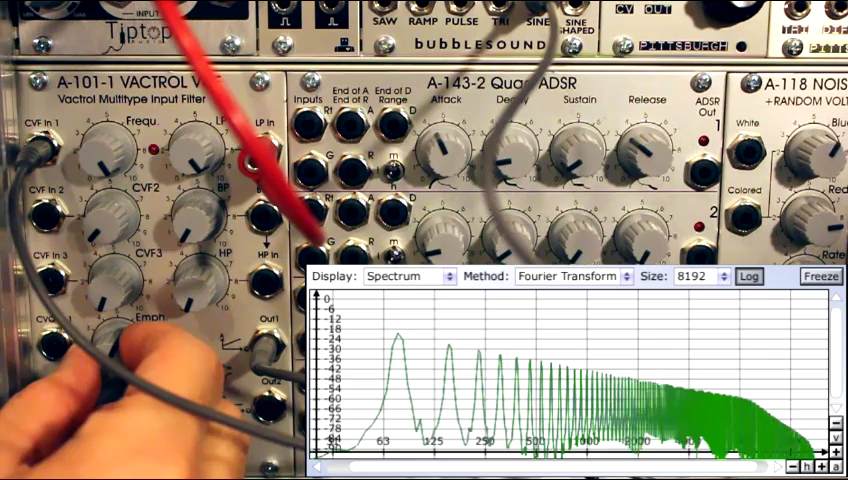 INPUT
Tiptop
AUDIO
SAW RAMP PULSE TRI SINE SINE SHAPED
bubblesound
CV OUT
PITTSBURGH
TRI
PITTS
A-101-1 VACTROL
Vactrol Multitype Input Filter
CVF In 1
Frequ.
LP In
CVF In 2
CVF2
BP
CVF In 3
CVF3
HP
HP In
Emph
Out1
Out2
A-143-2 Quad ADSR
Inputs
End of A
End of R
End of D
Range
Attack
Decay
Sustain
Release
ADSR
Out
1
2
A-118 NOIS
+RANDOM VOLT
White
Blue
Colored
Red
Rate
Display: Spectrum Method: Fourier Transform Size: 8192 Log Freeze
0
-6
-12
-18
-24
-30
-36
-42
-48
-54
-60
-66
-72
-78
-84
63 125 250 500 1000 2000
h a
v